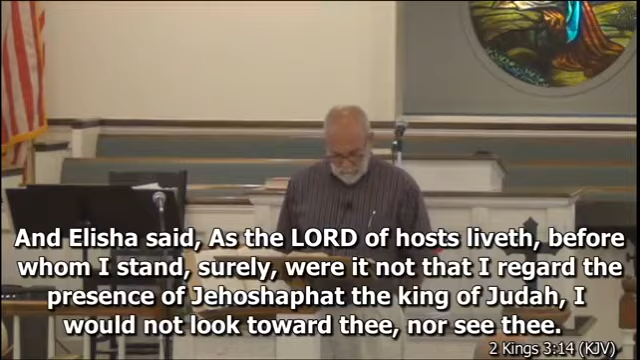 And Elisha said, As the LORD of hosts liveth, before
whom I stand, surely, were it not that I regard the
presence of Jehoshaphat the king of Judah, I
would not look toward thee, nor see thee.
2 Kings 3:14 (KJV)